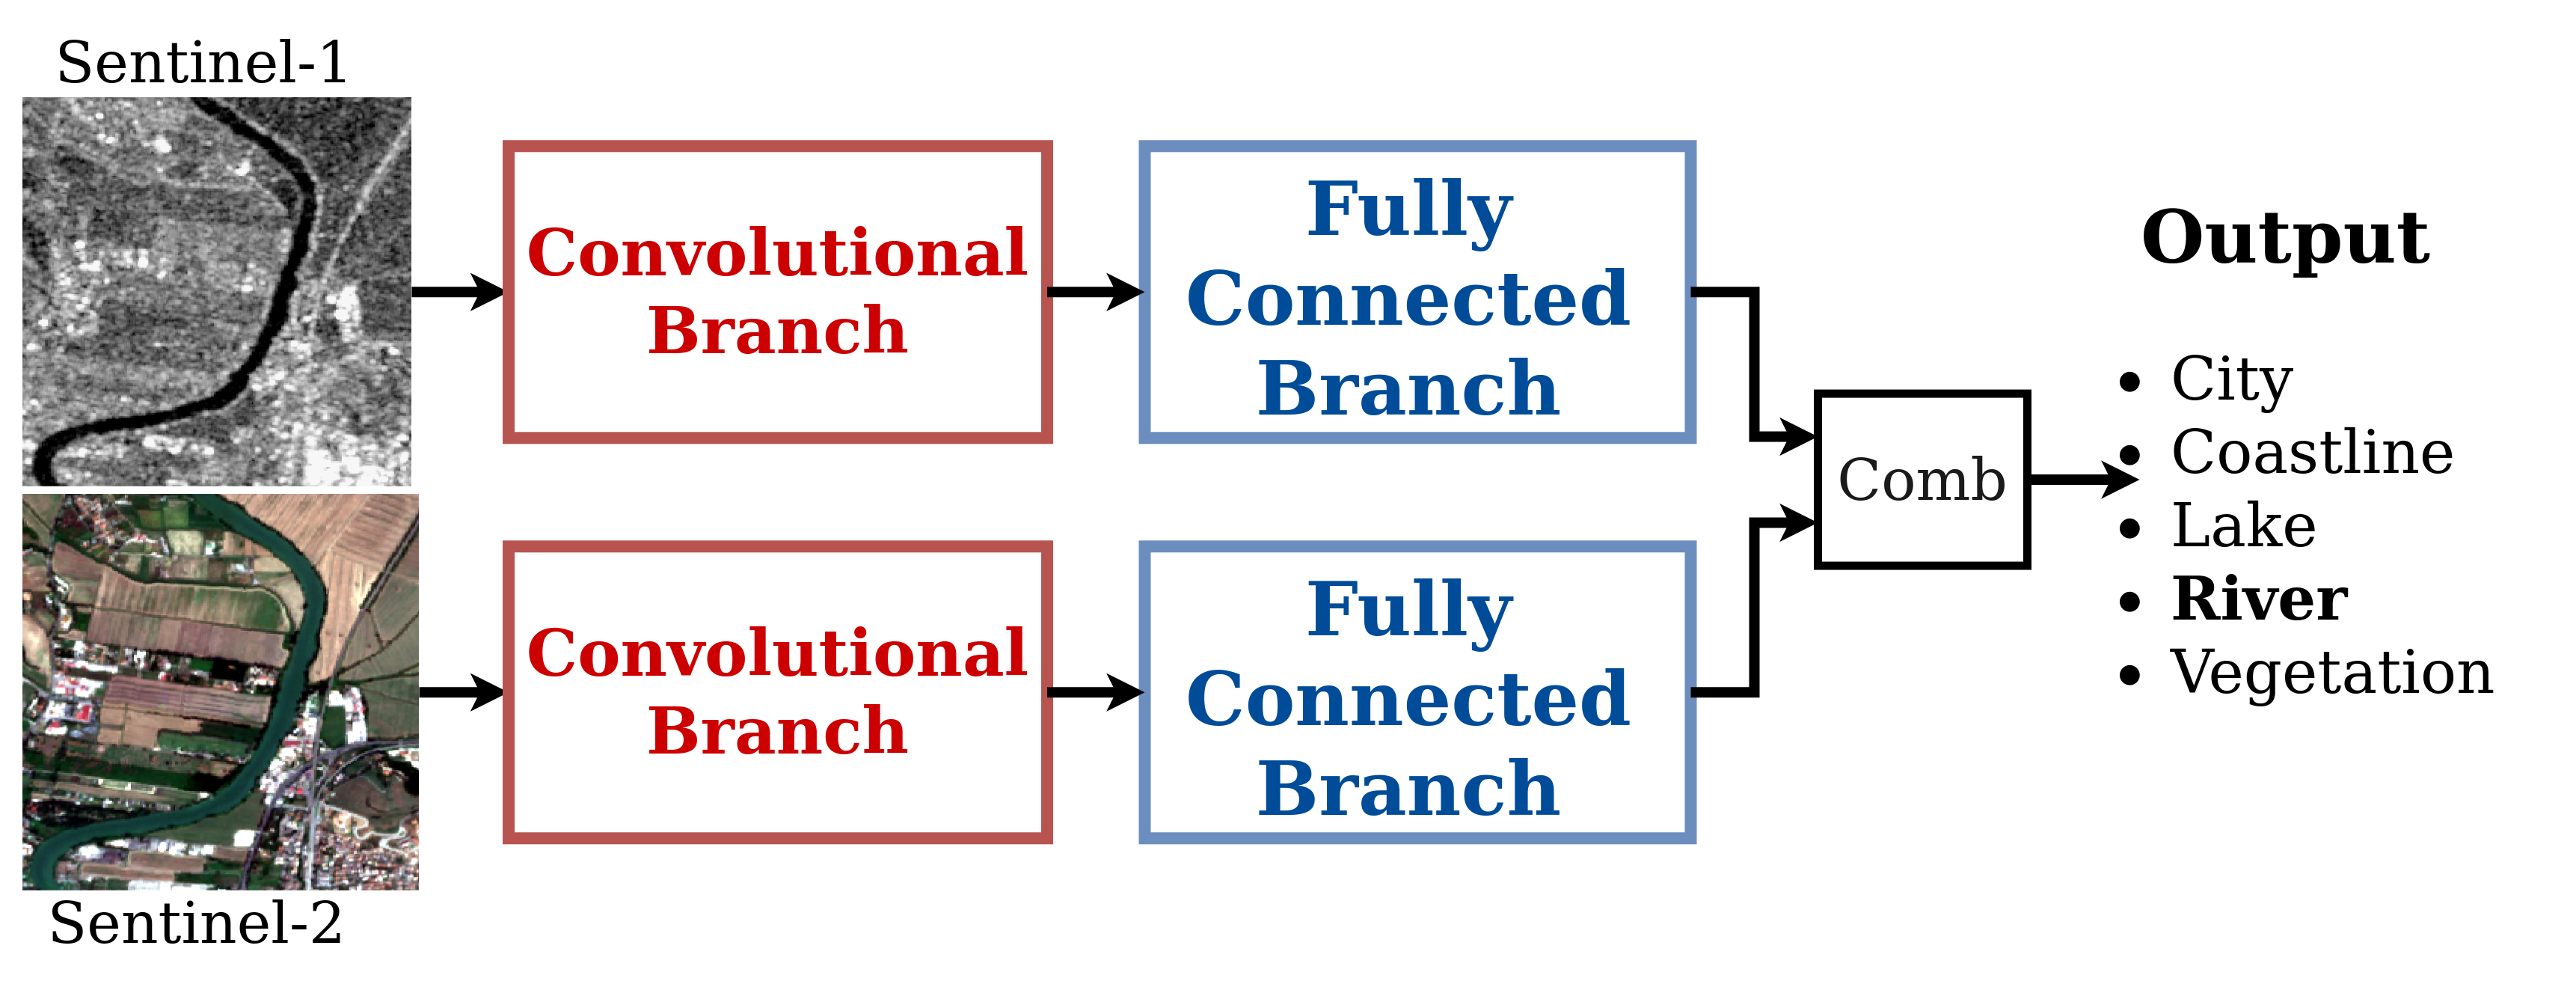 Sentinel-1
Convolutional
Branch
Fully
Connected
Branch
Sentinel-2
Convolutional
Branch
Fully
Connected
Branch
Comb
Output
• City
• Coastline
• Lake
• River
• Vegetation